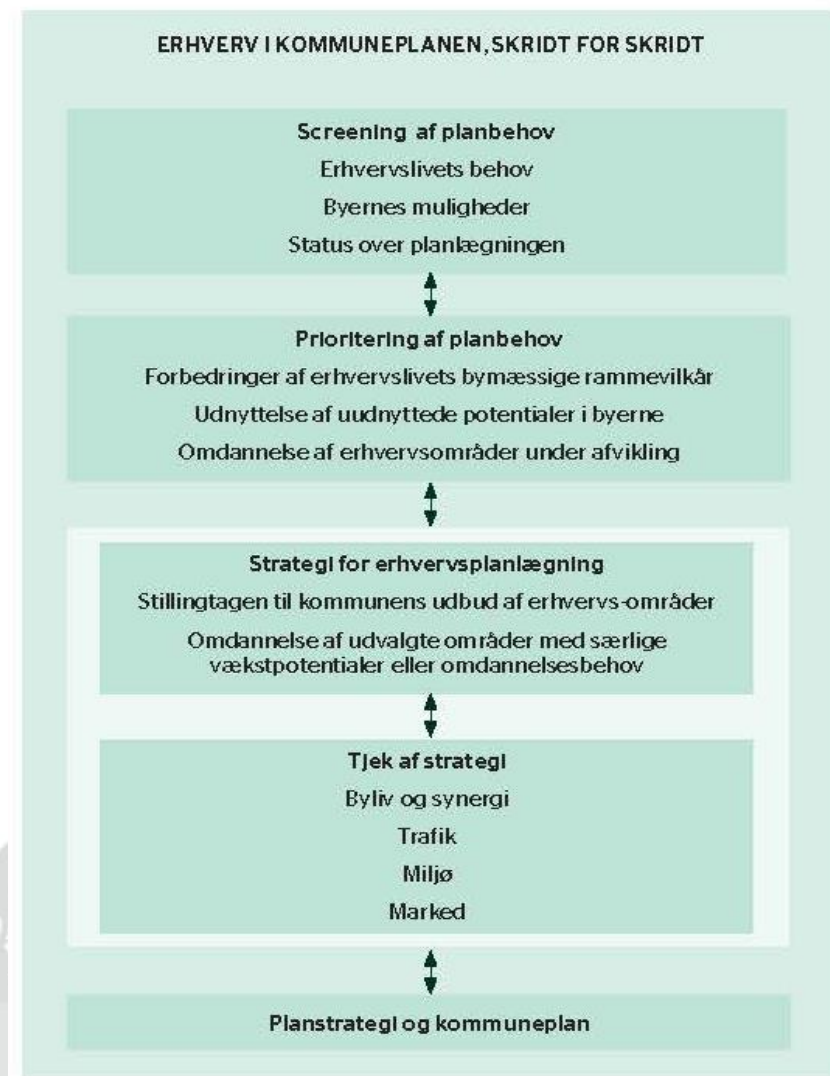 ERHVERV I KOMMUNEPLANEN, SKRIDT FOR SKRIDT
Screening af planbehov
Erhvervslivets behov
Byernes muligheder
Status over planlægningen
Prioritering af planbehov
Forbedringer af erhvervslivets bymæssige rammevilkår
Udnyttelse af uudnyttede potentialer i byerne
Omdannelse af erhvervsområder under afvikling
Strategi for erhvervsplanlægning
Stillingtagen til kommunens udbud af erhvervs-områder
Omdannelse af udvalgte områder med særlige
vækstpotentialer eller omdannelsesbehov
Tjek af strategi
Byliv og synergi
Trafik
Miljø
Marked
Planstrategi og kommuneplan